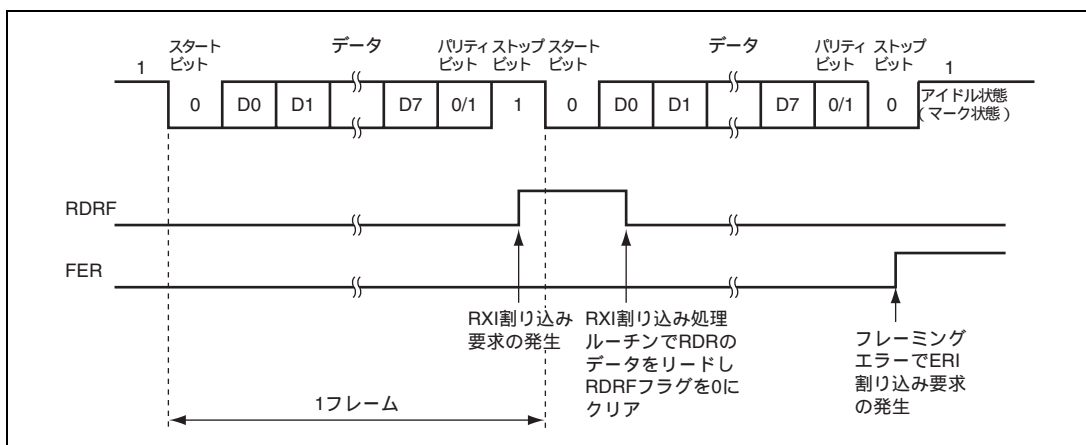 スタート
ビット
データ
パリティ
ビット
ストップ
ビット
スタート
ビット
データ
パリティ
ビット
ストップ
ビット
1
0
D0
D1
D7
0/1
1
0
D0
D1
D7
0/1
0
1
アイドル状態
(マーク状態)
RDRF
FER
RXI割り込み
要求の発生
RXI割り込み処理
ルーチンでRDRの
データをリードし
RDRFフラグを0に
クリア
フレーミング
エラーでERI
割り込み要求
の発生
1フレーム